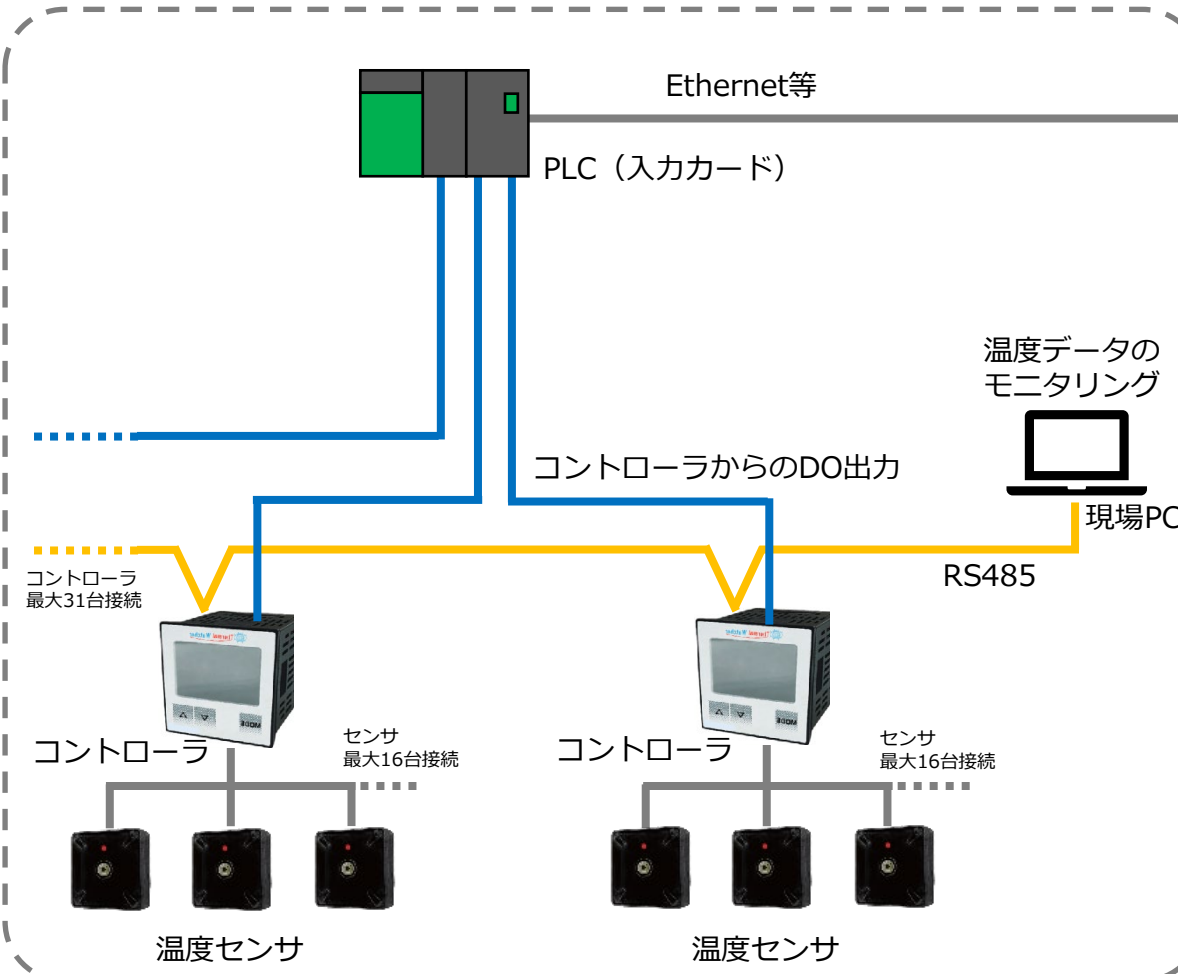 Ethernet等
PLC（入力カード）
温度データの
モニタリング
コントローラからのDO出力
現場PC
RS485
コントローラ
最大31台接続
コントローラ
センサ
最大16台接続
コントローラ
センサ
最大16台接続
温度センサ
温度センサ